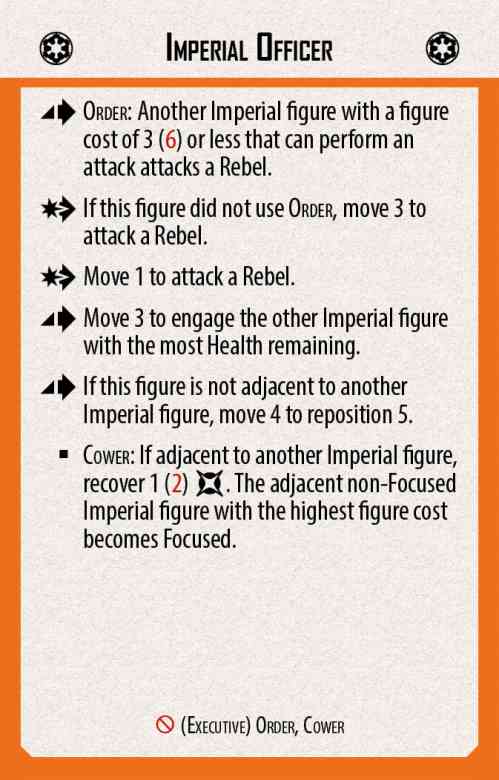 Imperial Officer
Order: Another Imperial figure with a figure
cost of 3 (6) or less that can perform an
attack attacks a Rebel.
If this figure did not use Order, move 3 to
attack a Rebel.
Move 1 to attack a Rebel.
Move 3 to engage the other Imperial figure
with the most Health remaining.
If this figure is not adjacent to another
Imperial figure, move 4 to reposition 5.
▪ Cower: If adjacent to another Imperial figure,
recover 1 (2) . The adjacent non-Focused
Imperial figure with the highest figure cost
becomes Focused.
(Executive) Order, Cower